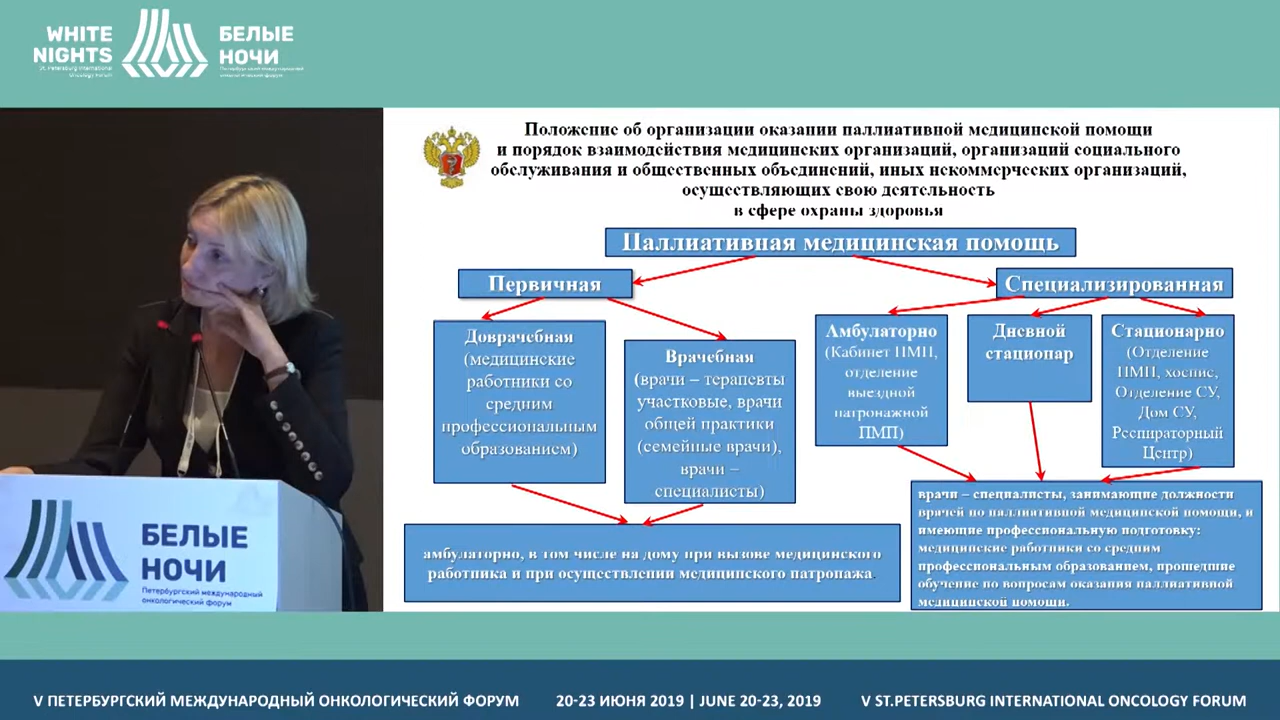 WHITE
NIGHTS
St. Petersburg International
Oncology Forum
БЕЛЫЕ
НОЧИ
Петербургский международный
онкологический форум
Положение об организации оказании паллиативной медицинской помощи
и порядок взаимодействия медицинских организаций, организаций социального
обслуживания и общественных объединений, иных некоммерческих организаций,
осуществляющих свою деятельность
в сфере охраны здоровья
Паллиативная медицинская помощь
Первичная
Специализированная
Доврачебная
(медицинские
работники со
средним
профессиональным
образованием)
Врачебная
(врачи – терапевты
участковые, врачи
общей практики
(семейные врачи),
врачи –
специалисты)
Амбулаторно
(Кабинет ПМП,
отделение
выездной
патронажной
ПМП)
Дневной
стационар
Стационарно
(Отделение
ПМП, хоспис,
Отделение СУ,
Дом СУ,
Респираторный
Центр)
амбулаторно, в том числе на дому при вызове медицинского
работника и при осуществлении медицинского патронажа.
врачи – специалисты, занимающие должности
врачей по паллиативной медицинской помощи, и
имеющие профессиональную подготовку:
медицинские работники со средним
профессиональным образованием, прошедшие
обучение по вопросам оказания паллиативной
медицинской помощи.
БЕЛЫЕ
НОЧИ
Петербургский международный
онкологический форум
V ПЕТЕРБУРГСКИЙ МЕЖДУНАРОДНЫЙ ОНКОЛОГИЧЕСКИЙ ФОРУМ
20-23 ИЮНЯ 2019 | JUNE 20-23, 2019
V ST.PETERSBURG INTERNATIONAL ONCOLOGY FORUM